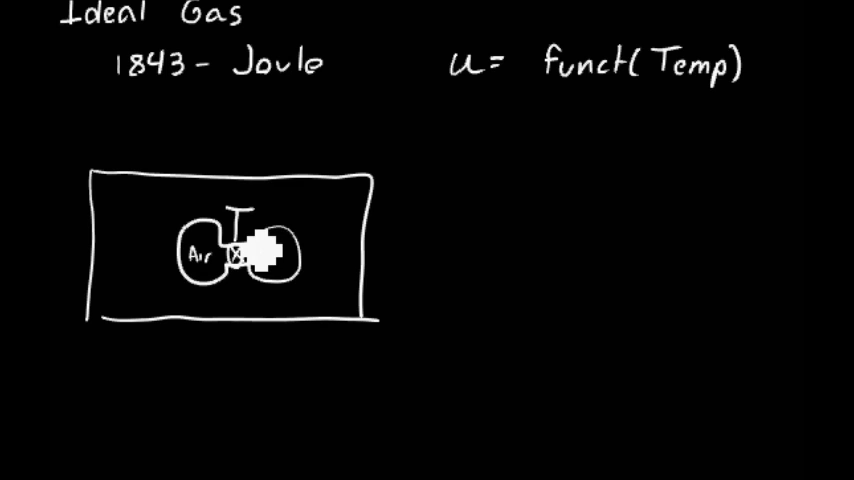 Ideal Gas
1843 - Joule u = funct(Temp)
Air